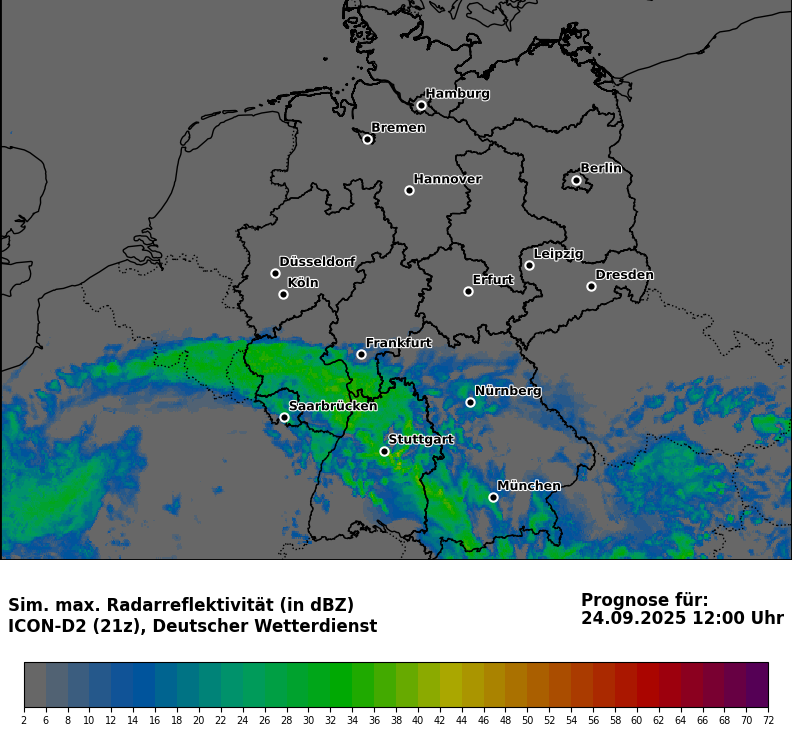 Hamburg
Bremen
Berlin
Hannover
Leipzig
Düsseldorf
Dresden
Köln
Erfurt
Frankfurt
Nürnberg
Saarbrücken
Stuttgart
München
Sim. max. Radarreflektivität (in dBZ)
ICON-D2 (21z), Deutscher Wetterdienst
Prognose für:
24.09.2025 12:00 Uhr
2 6 8 10 12 14 16 18 20 22 24 26 28 30 32 34 36 38 40 42 44 46 48 50 52 54 56 58 60 62 64 66 68 70 72